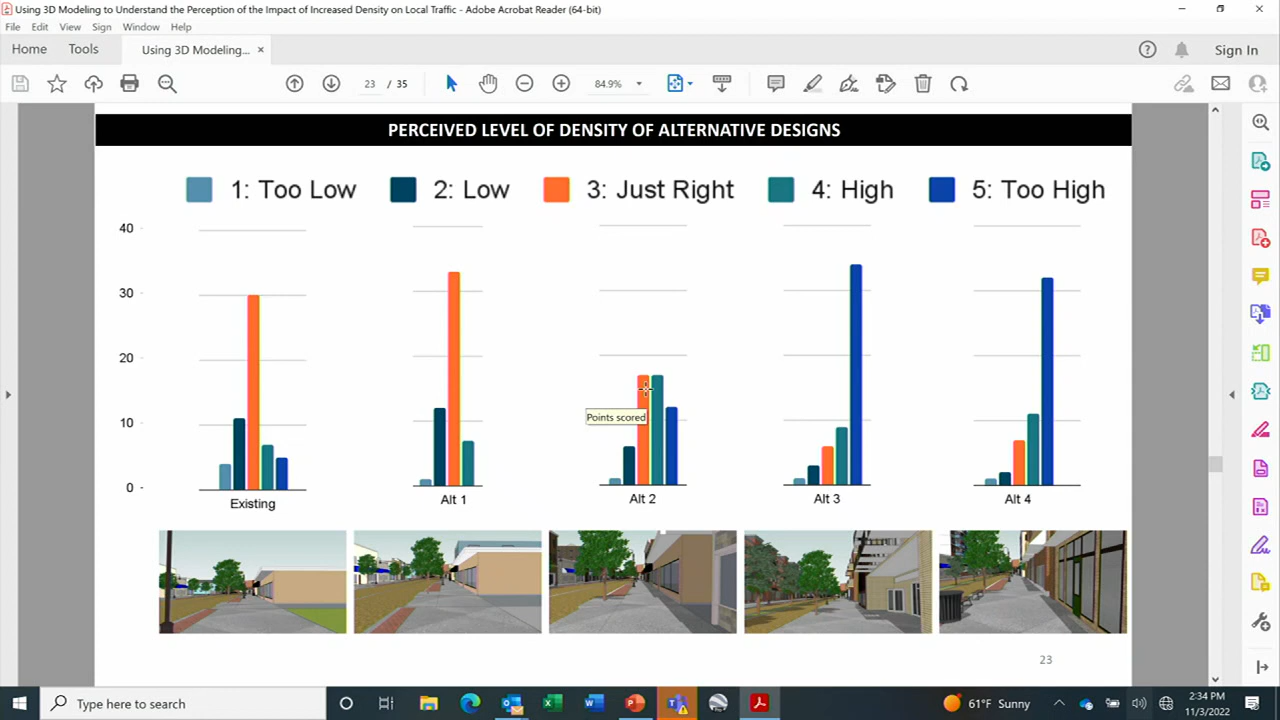 Using 3D Modeling to Understand the Perception of the Impact of Increased Density on Local Traffic - Adobe Acrobat Reader (64-bit)
File Edit View Sign Window Help
Home Tools Using 3D Modeling... × Sign In
23 / 35 84.9%
PERCEIVED LEVEL OF DENSITY OF ALTERNATIVE DESIGNS
1: Too Low 2: Low 3: Just Right 4: High 5: Too High
40
30
20
10
0
Points scored
Existing Alt 1 Alt 2 Alt 3 Alt 4
23
Type here to search
61°F Sunny
2:34 PM
11/3/2022